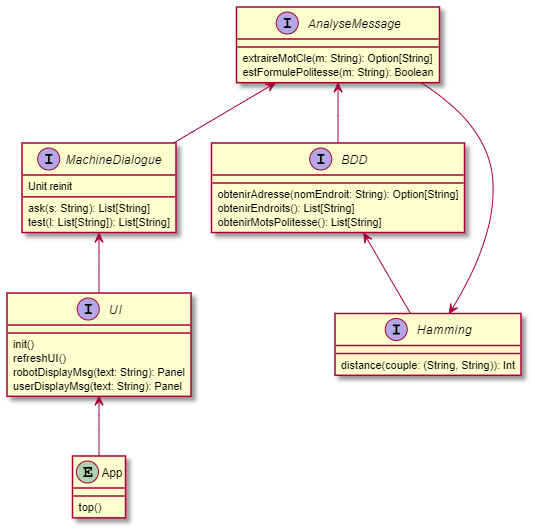 I AnalyseMessage
extraireMotCle(m: String): Option[String]
estFormulePolitesse(m: String): Boolean
I MachineDialogue
Unit reinit
ask(s: String): List[String]
test(l: List[String]): List[String]
I BDD
obtenirAdresse(nomEndroit: String): Option[String]
obtenirEndroits(): List[String]
obtenirMotsPolitesse(): List[String]
I UI
init()
refreshUI()
robotDisplayMsg(text: String): Panel
userDisplayMsg(text: String): Panel
I Hamming
distance(couple: (String, String)): Int
E App
top()